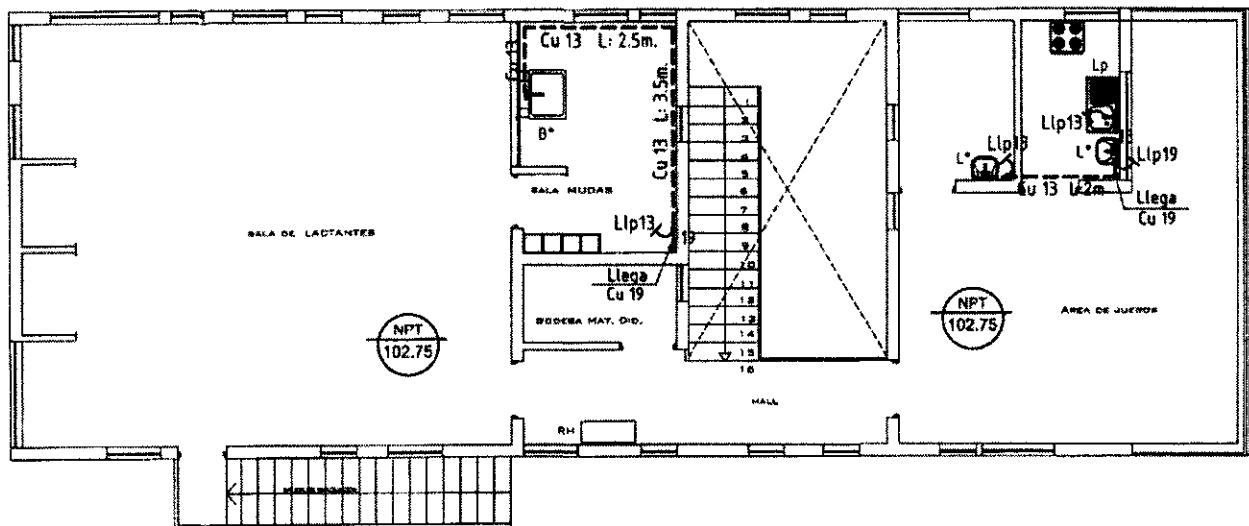 Cu 13 L: 2.5m.
Cu 13 L: 3.5m.
B°
SALA MUDAS
SALA DE LACTANTES
Llp13
19
Llega
Cu 19
BODEGA MAT. DID.
NPT
102.75
RH
HALL
1
2
3
4
5
6
7
8
9
10
11
12
13
14
15
16
Lp
Llp13
L°
Llp19
L°
Llp13
Cu 13 L:2m
Llega
Cu 19
NPT
102.75
AREA DE JUEGOS